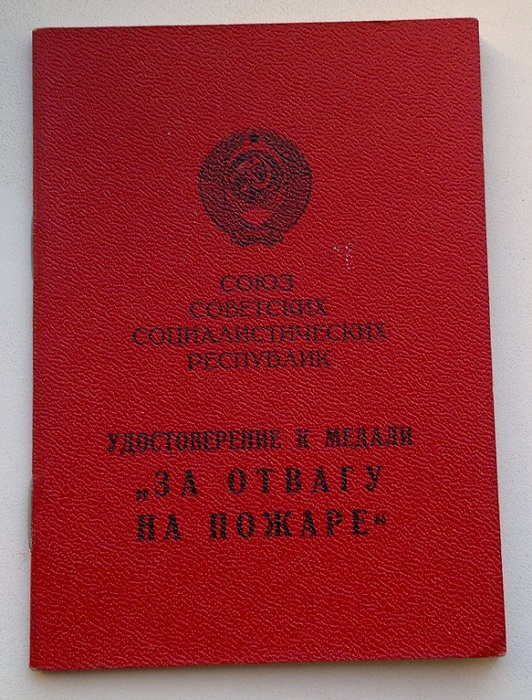 СОЮЗ
СОВЕТСКИХ
СОЦИАЛИСТИЧЕСКИХ
РЕСПУБЛИК
УДОСТОВЕРЕНИЕ К МЕДАЛИ
„ЗА ОТВАГУ
НА ПОЖАРЕ“